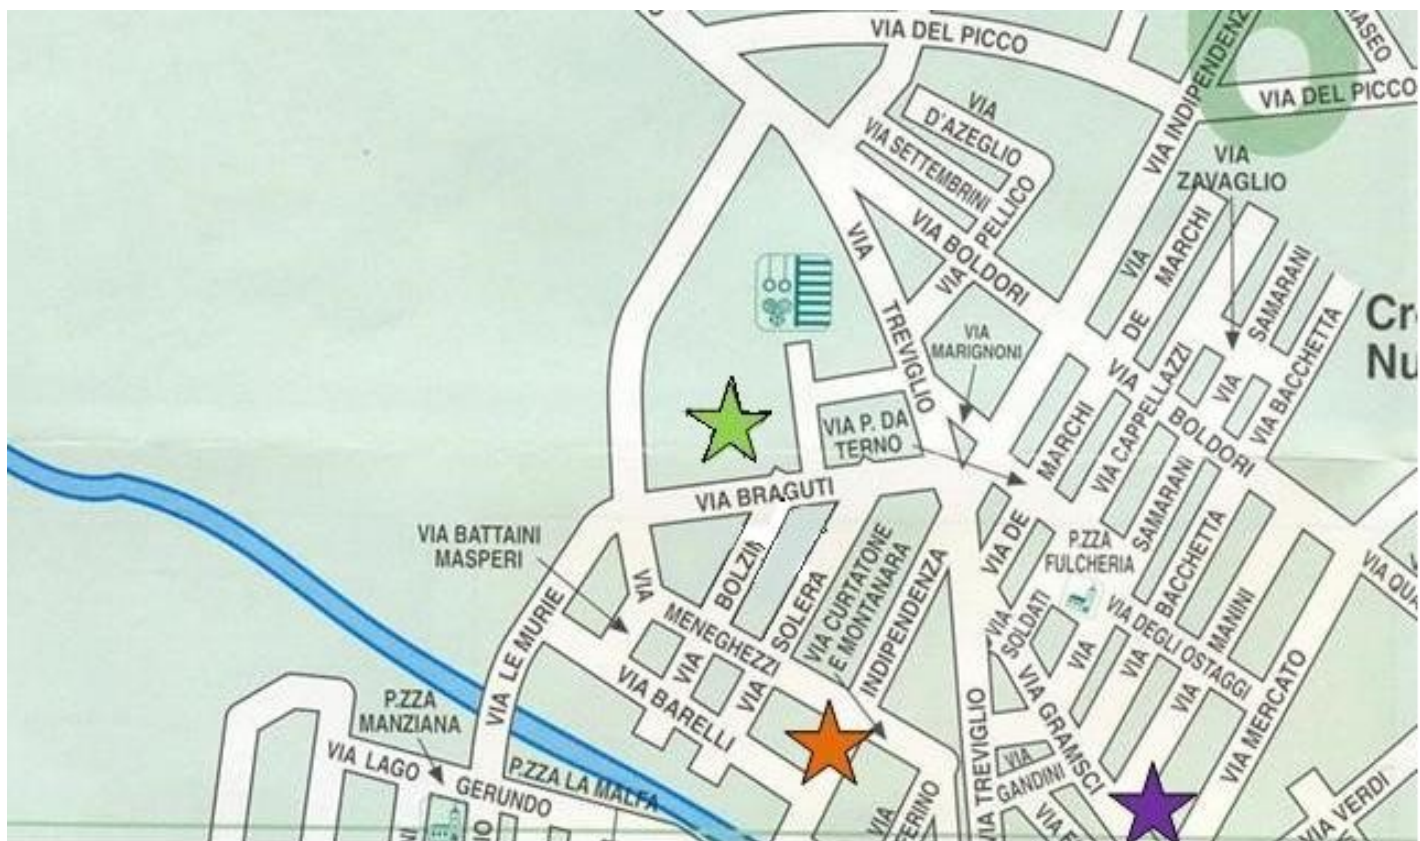 VIA DEL PICCO
VIA INDIPENDENZ
VIA DEL PICCO
VIA
D'AZEGLIO
VIA SETTEMBRINI
PELLICO
VIA
VIA BOLDORI
VIA
ZAVAGLIO
VIA
TREVIGLIO
VIA
MARIGNONI
VIA
DE
MARCHI
SAMARANI
VIA
VIA BACCHETTA
VIA
BOLDORI
Cr
Nu
VIA P. DA
TERNO
MARCHI
VIA DE
VIA CAPPELLAZZI
VIA BRAGUTI
VIA BATTAINI
MASPERI
P.ZZA
FULCHERIA
SAMARANI
VIA
BACCHETTA
VIA
MANINI
VIA
VIA DEGLI OSTAGGI
VIA QU
VIA
MENEGHEZZI
BOLZINI
VIA
SOLERA
VIA
VIA CURTATONE
E MONTANARA
INDIPENDENZA
VIA
SOLDATI
VIA LE MURIE
VIA BARELLI
P.ZZA
MANZIANA
VIA LAGO
GERUNDO
P.ZZA LA MALFA
VIA TREVIGLIO
VIA GRAMSCI
VIA
GANDINI
VIA MERCATO
VIA VERDI
VIA
ERINO
VIA